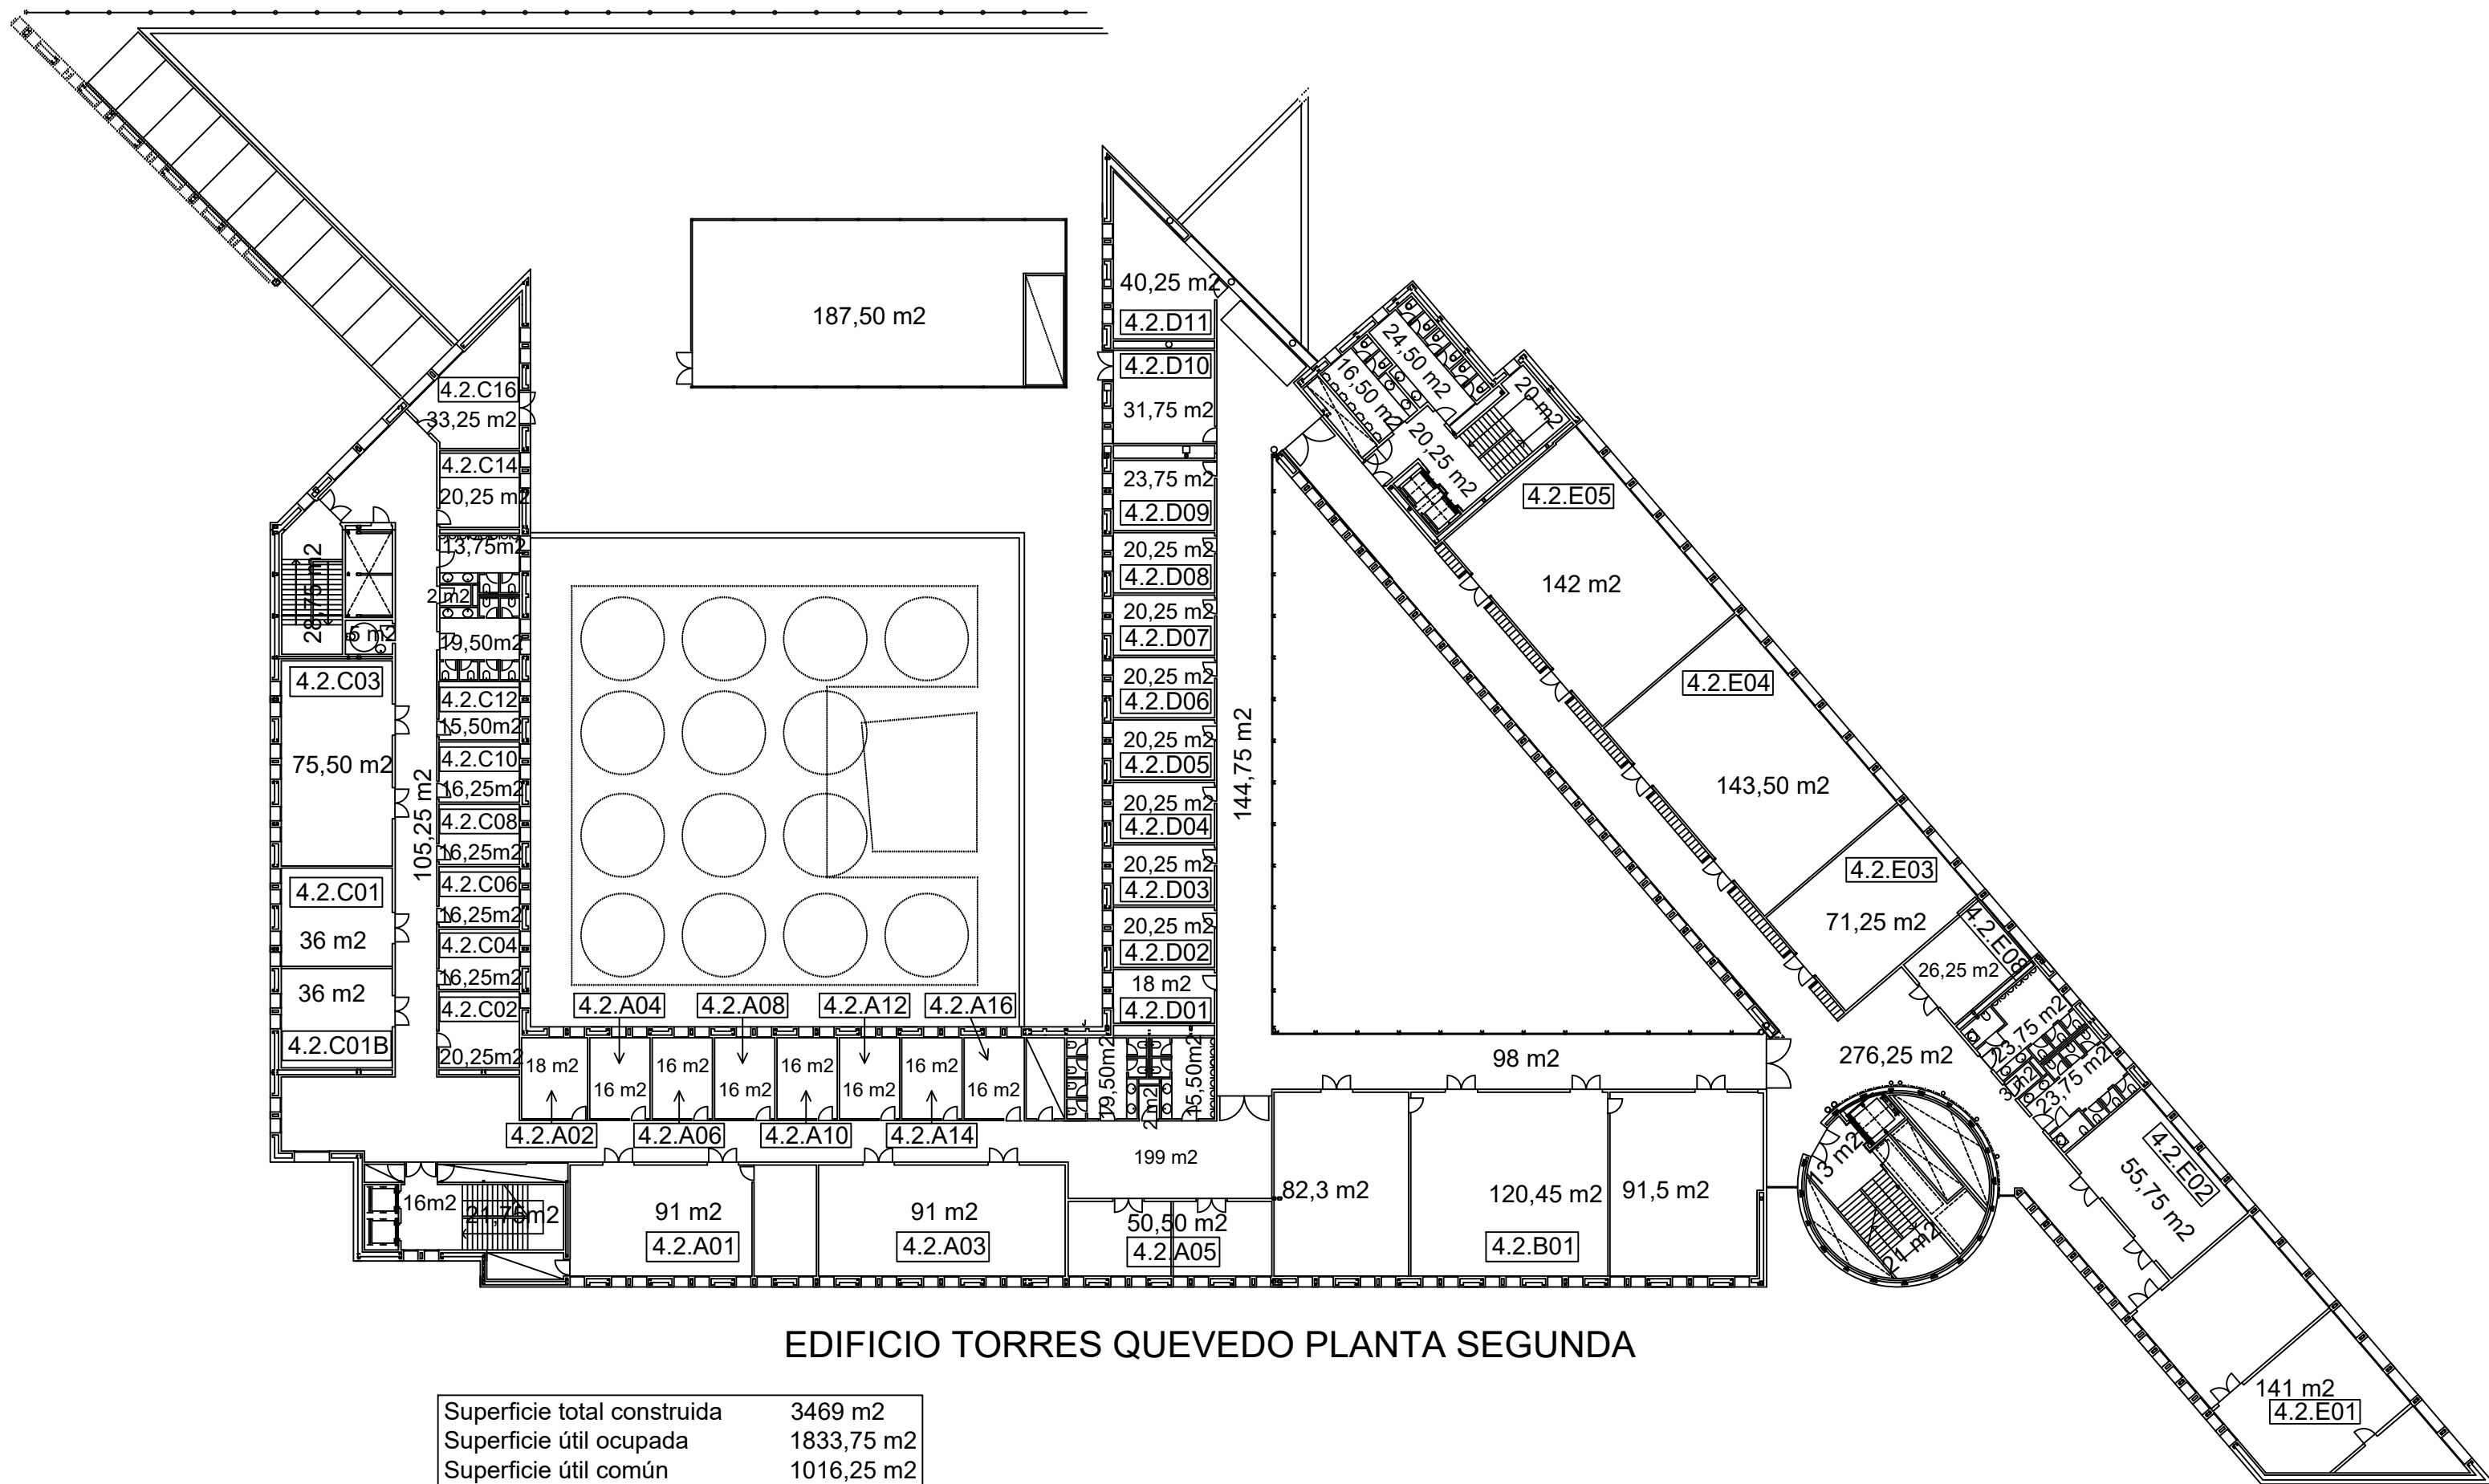 187,50 m2
40,25 m2
4.2.D11
4.2.D10
31,75 m2
23,75 m2
4.2.D09
20,25 m2
4.2.D08
20,25 m2
4.2.D07
20,25 m2
4.2.D06
20,25 m2
4.2.D05
20,25 m2
4.2.D04
20,25 m2
4.2.D03
20,25 m2
4.2.D02
18 m2
4.2.D01
144,75 m2
4.2.C16
33,25 m2
4.2.C14
20,25 m2
13,75m2
2 m2
19,50m2
4.2.C12
15,50m2
4.2.C10
16,25m2
4.2.C08
16,25m2
4.2.C06
16,25m2
4.2.C04
16,25m2
4.2.C02
20,25m2
28,75 m2
5 m2
4.2.C03
75,50 m2
105,25 m2
4.2.C01
36 m2
36 m2
4.2.C01B
4.2.A04
4.2.A08
4.2.A12
4.2.A16
18 m2
16 m2
16 m2
16 m2
16 m2
16 m2
16 m2
16 m2
19,50m2
2 m2
15,50m2
4.2.A02
4.2.A06
4.2.A10
4.2.A14
199 m2
16m2
21,75m2
91 m2
4.2.A01
91 m2
4.2.A03
50,50 m2
4.2.A05
82,3 m2
120,45 m2
4.2.B01
91,5 m2
98 m2
24,50 m2
16,50 m2
20 m2
20,25 m2
4.2.E05
142 m2
4.2.E04
143,50 m2
4.2.E03
71,25 m2
4.2.E08
26,25 m2
23,75 m2
3 m2
23,75 m2
276,25 m2
13 m2
21 m2
4.2.E02
55,75 m2
141 m2
4.2.E01
EDIFICIO TORRES QUEVEDO PLANTA SEGUNDA
Superficie total construida 3469 m2
Superficie útil ocupada 1833,75 m2
Superficie útil común 1016,25 m2